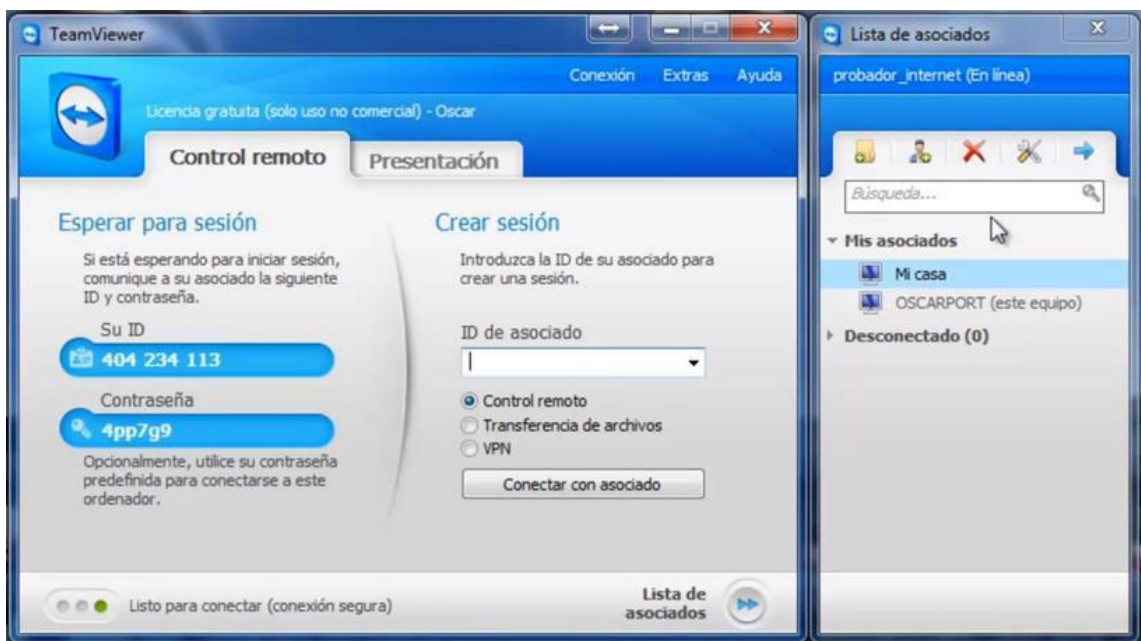 TeamViewer
Conexión Extras Ayuda
Licencia gratuita (solo uso no comercial) - Oscar
Control remoto
Presentación
Esperar para sesión
Si está esperando para iniciar sesión,
comunique a su asociado la siguiente
ID y contraseña.
Su ID
404 234 113
Contraseña
4pp7g9
Opcionalmente, utilice su contraseña
predefinida para conectarse a este
ordenador.
Crear sesión
Introduzca la ID de su asociado para
crear una sesión.
ID de asociado
Control remoto
Transferencia de archivos
VPN
Conectar con asociado
Listo para conectar (conexión segura)
Lista de
asociados
Lista de asociados
probador_internet (En línea)
Búsqueda...
Mis asociados
Mi casa
OSCARPORT (este equipo)
Desconectado (0)